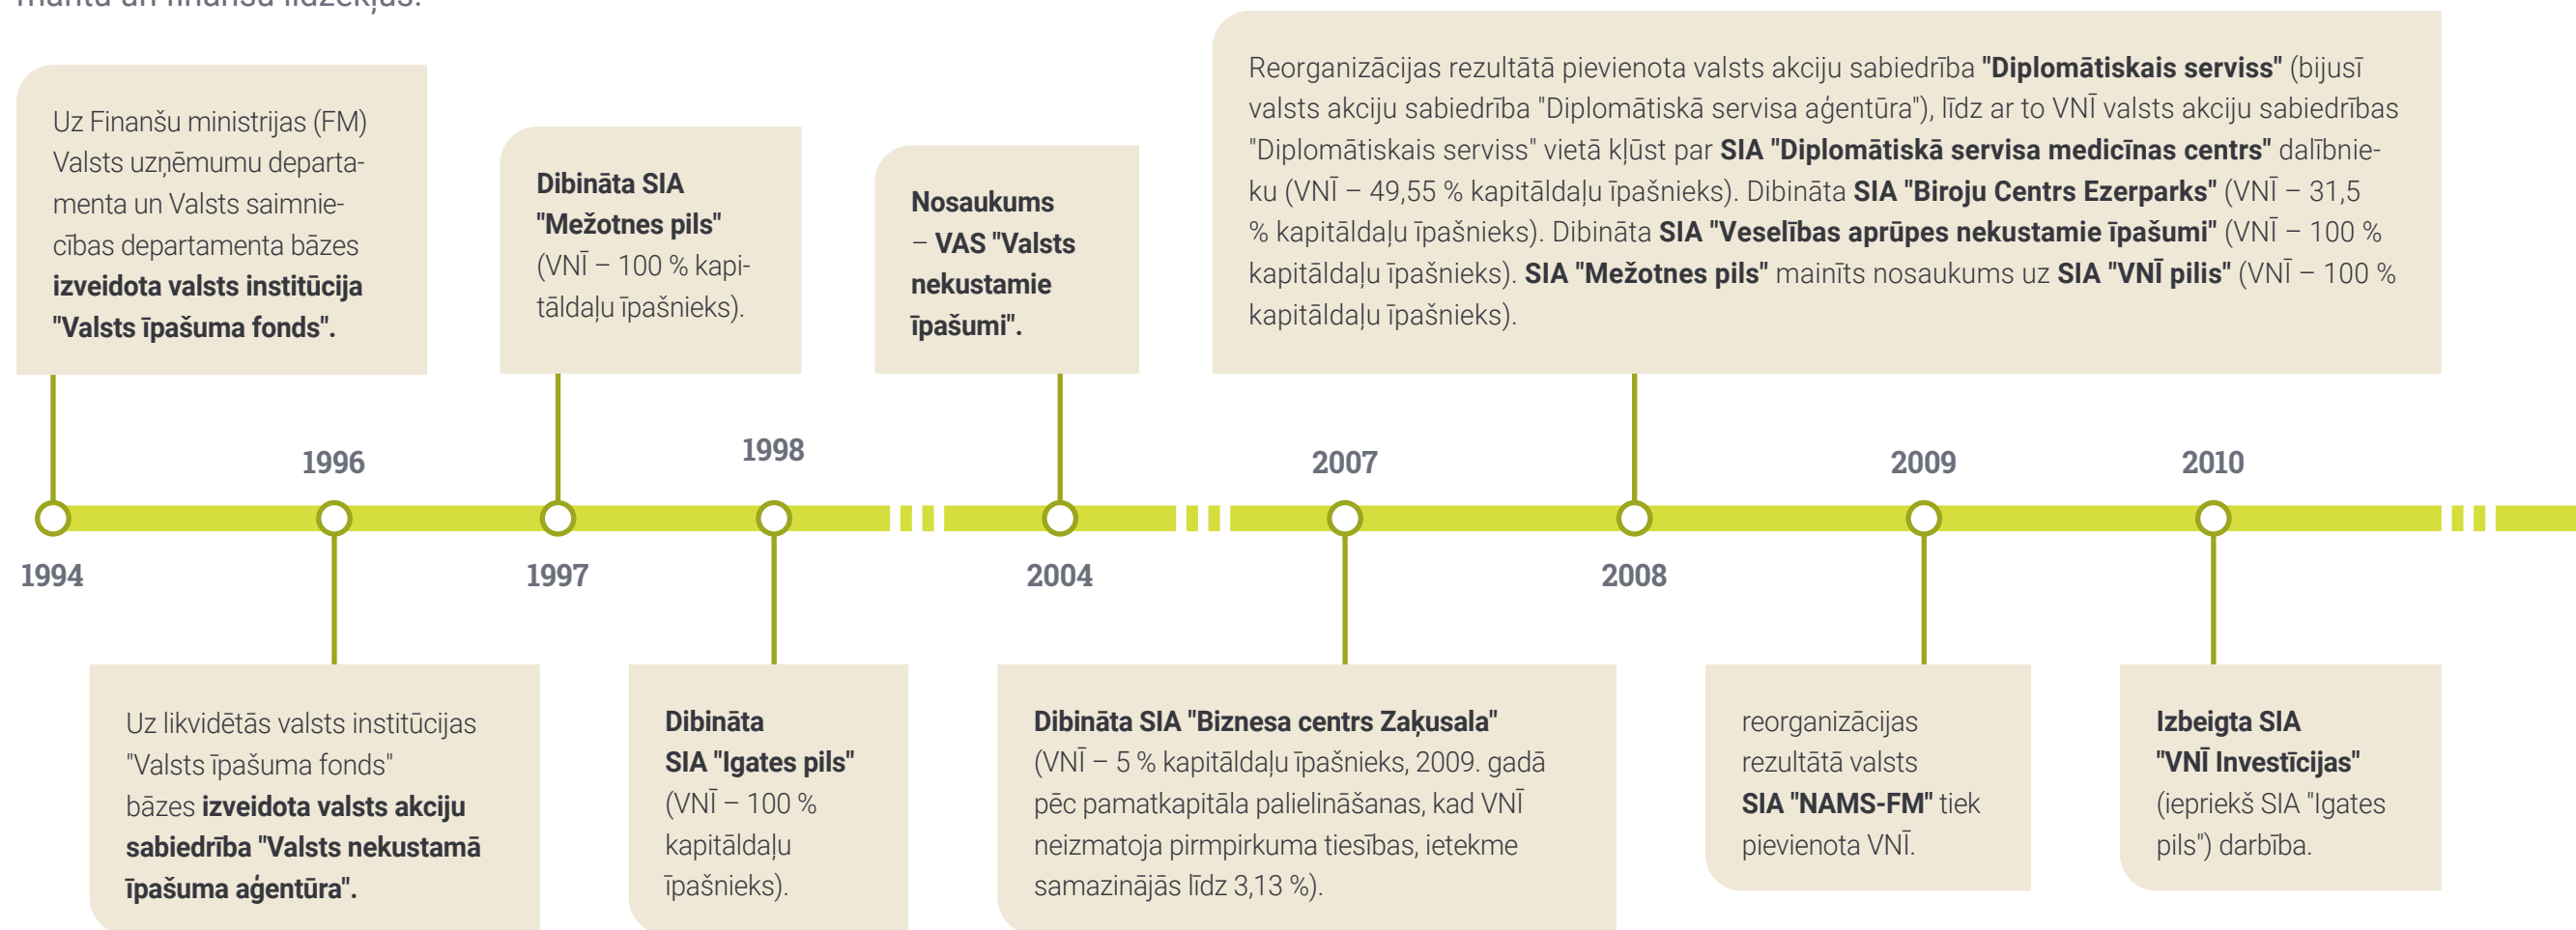 mantu un finanšu līdzekļus.
Uz Finanšu ministrijas (FM)
Valsts uzņēmumu departa-
menta un Valsts saimnie-
cības departamenta bāzes
izveidota valsts institūcija
"Valsts īpašuma fonds".
Dibināta SIA
"Mežotnes pils"
(VNĪ – 100 % kapi-
tāldaļu īpašnieks).
Nosaukums
– VAS "Valsts
nekustamie
īpašumi".
Reorganizācijas rezultātā pievienota valsts akciju sabiedrība "Diplomātiskais serviss" (bijusī
valsts akciju sabiedrība "Diplomātiskā servisa aģentūra"), līdz ar to VNĪ valsts akciju sabiedrības
"Diplomātiskais serviss" vietā kļūst par SIA "Diplomātiskā servisa medicīnas centrs" dalībnie-
ku (VNĪ – 49,55 % kapitāldaļu īpašnieks). Dibināta SIA "Biroju Centrs Ezerparks" (VNĪ – 31,5
% kapitāldaļu īpašnieks). Dibināta SIA "Veselības aprūpes nekustamie īpašumi" (VNĪ – 100 %
kapitāldaļu īpašnieks). SIA "Mežotnes pils" mainīts nosaukums uz SIA "VNĪ pilis" (VNĪ – 100 %
kapitāldaļu īpašnieks).
1996
1998
2007
2009
2010
1994
1997
2004
2008
Uz likvidētās valsts institūcijas
"Valsts īpašuma fonds"
bāzes izveidota valsts akciju
sabiedrība "Valsts nekustamā
īpašuma aģentūra".
Dibināta
SIA "Igates pils"
(VNĪ – 100 %
kapitāldaļu
īpašnieks).
Dibināta SIA "Biznesa centrs Zaķusala"
(VNĪ – 5 % kapitāldaļu īpašnieks, 2009. gadā
pēc pamatkapitāla palielināšanas, kad VNĪ
neizmatoja pirmpirkuma tiesības, ietekme
samazinājās līdz 3,13 %).
reorganizācijas
rezultātā valsts
SIA "NAMS-FM" tiek
pievienota VNĪ.
Izbeigta SIA
"VNĪ Investīcijas"
(iepriekš SIA "Igates
pils") darbība.